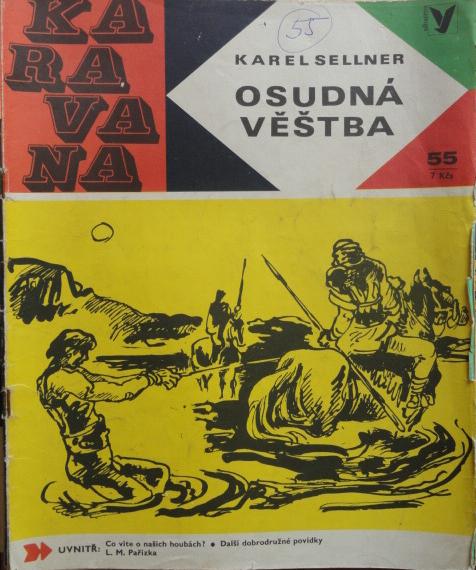 KA
RA
VA
NA
55
KAREL SELLNER
OSUDNÁ
VĚŠTBA
55
7 Kčs
UVNITŘ: Co víte o našich houbách? ● Další dobrodružné povídky
L. M. Pařízka